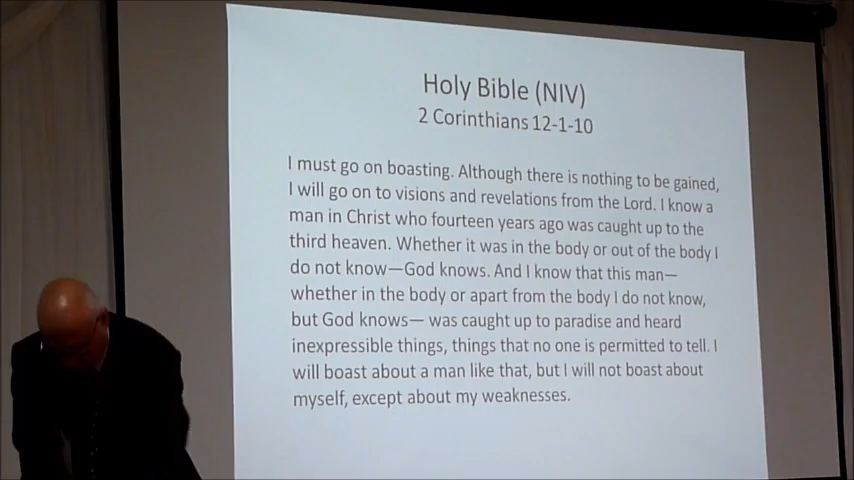 Holy Bible (NIV)
2 Corinthians 12-1-10
I must go on boasting. Although there is nothing to be gained,
I will go on to visions and revelations from the Lord. I know a
man in Christ who fourteen years ago was caught up to the
third heaven. Whether it was in the body or out of the body I
do not know—God knows. And I know that this man—
whether in the body or apart from the body I do not know,
but God knows— was caught up to paradise and heard
inexpressible things, things that no one is permitted to tell. I
will boast about a man like that, but I will not boast about
myself, except about my weaknesses.